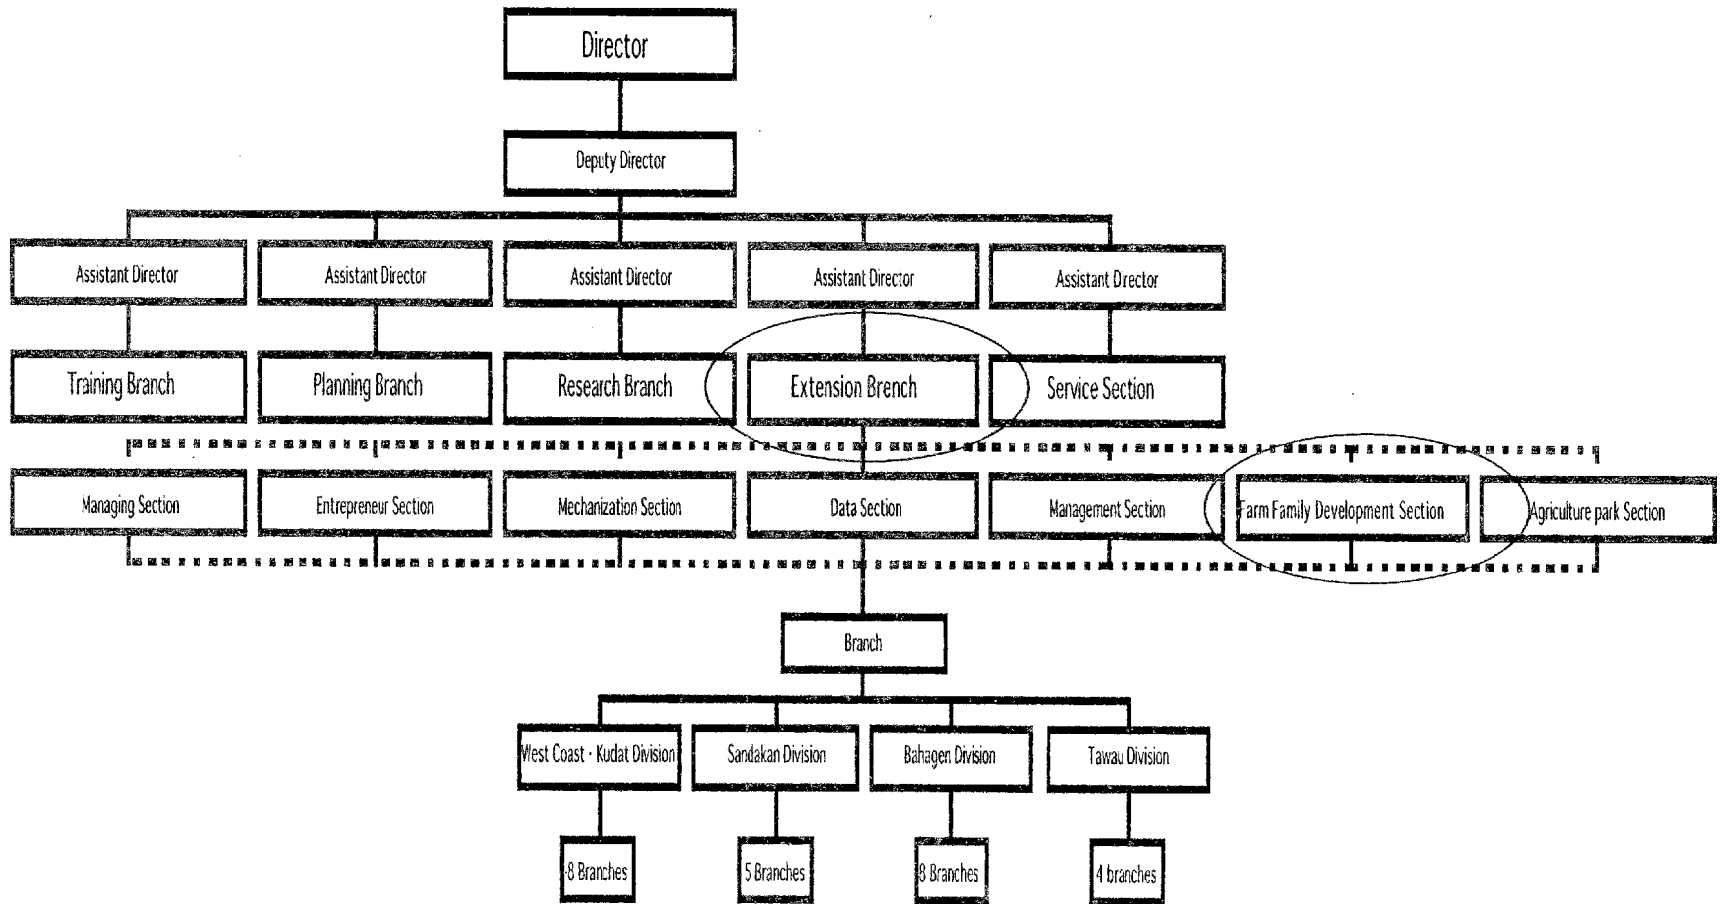 Director
Deputy Director
Assistant Director
Assistant Director
Assistant Director
Assistant Director
Assistant Director
Training Branch
Planning Branch
Research Branch
Extension Brench
Service Section
Managing Section
Entrepreneur Section
Mechanization Section
Data Section
Management Section
Farm Family Development Section
Agriculture park Section
Branch
West Coast - Kudat Division
Sandakan Division
Bahagen Division
Tawau Division
8 Branches
5 Branches
8 Branches
4 branches